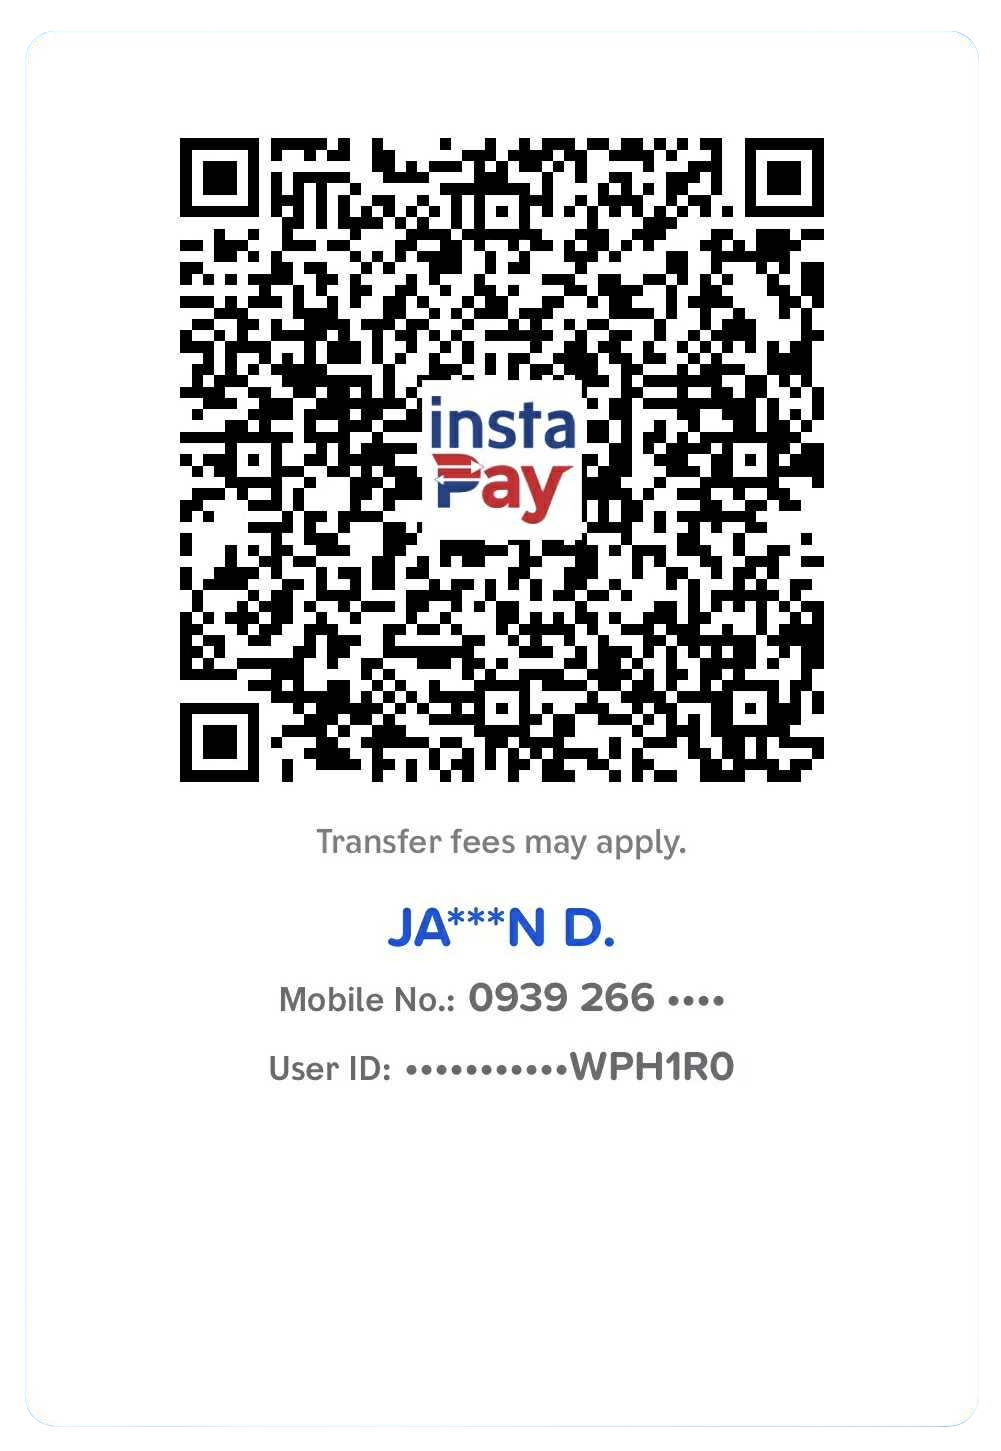 insta
Pay
Transfer fees may apply.
JA***N D.
Mobile No.: 0939 266 ••••
User ID: •••••••••••WPH1R0